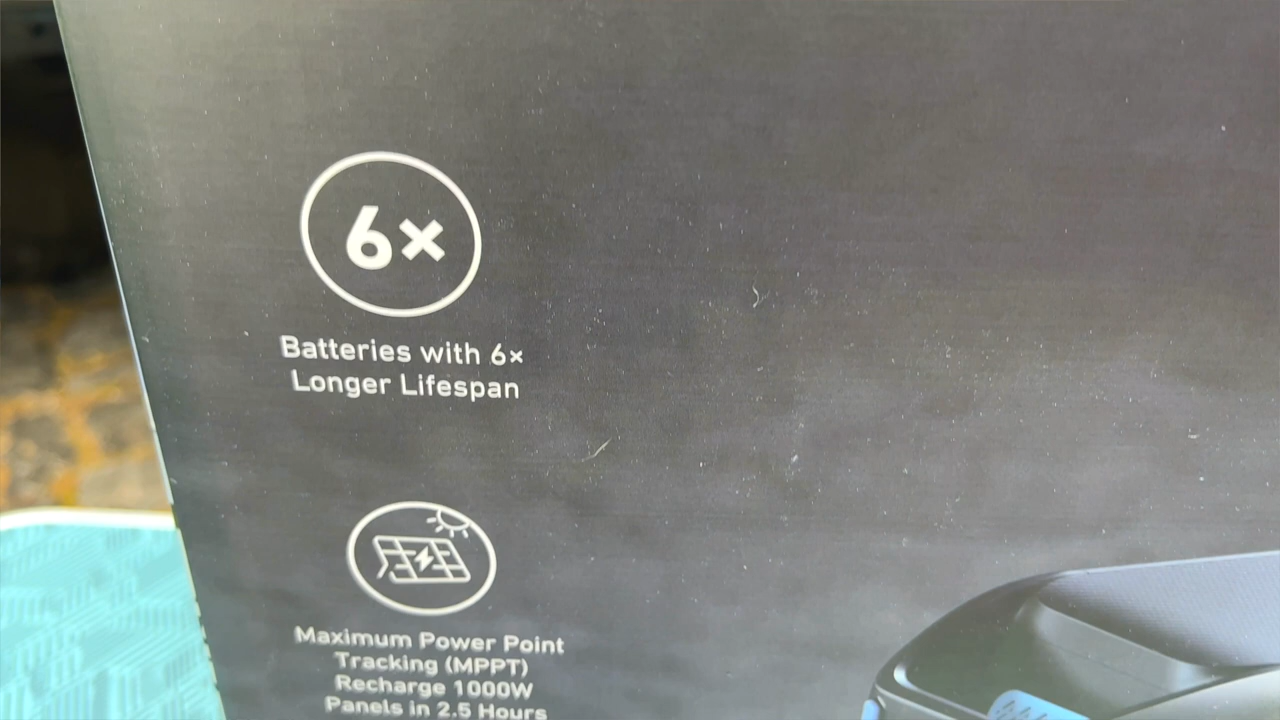 6×
Batteries with 6×
Longer Lifespan
Maximum Power Point
Tracking (MPPT)
Recharge 1000W
Panels in 2.5 Hours